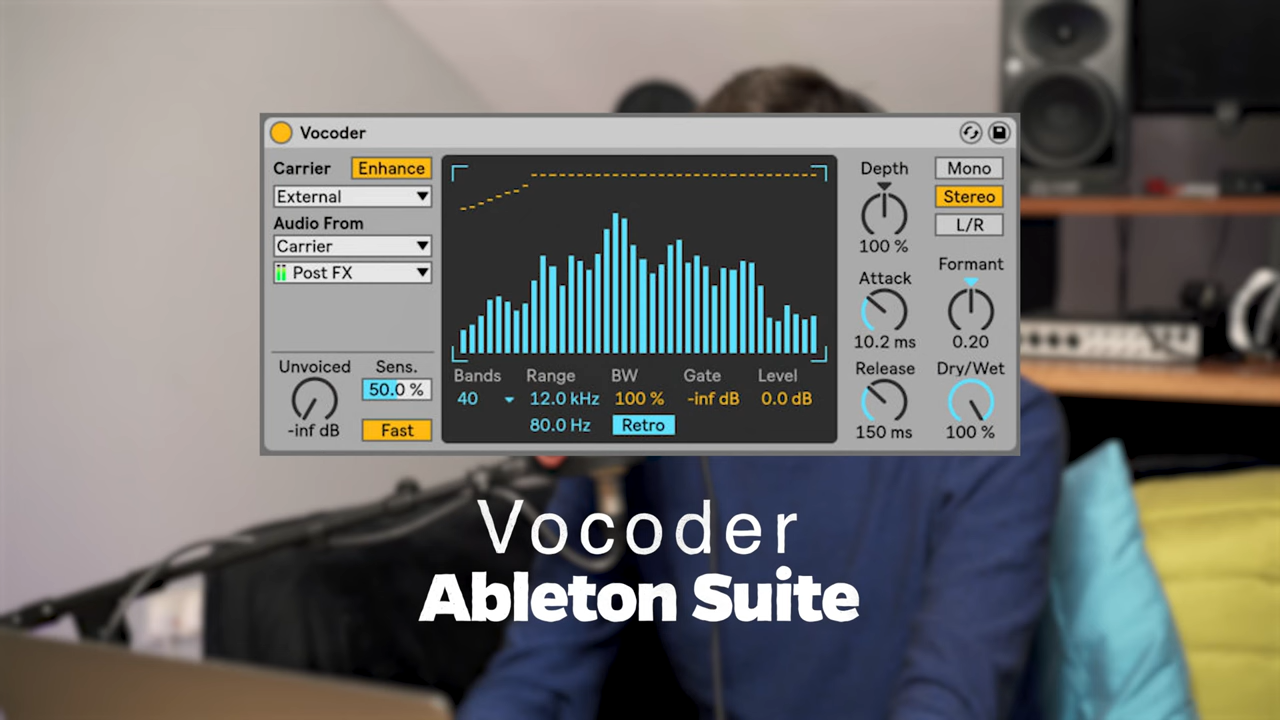 Vocoder
Carrier Enhance
External
Audio From
Carrier
Post FX
Unvoiced Sens.
50.0 %
-inf dB Fast
Bands Range BW Gate Level
40 12.0 kHz 100 % -inf dB 0.0 dB
80.0 Hz Retro
Depth
100 %
Attack
10.2 ms
Release
150 ms
Mono
Stereo
L/R
Formant
0.20
Dry/Wet
100 %
Vocoder
Ableton Suite